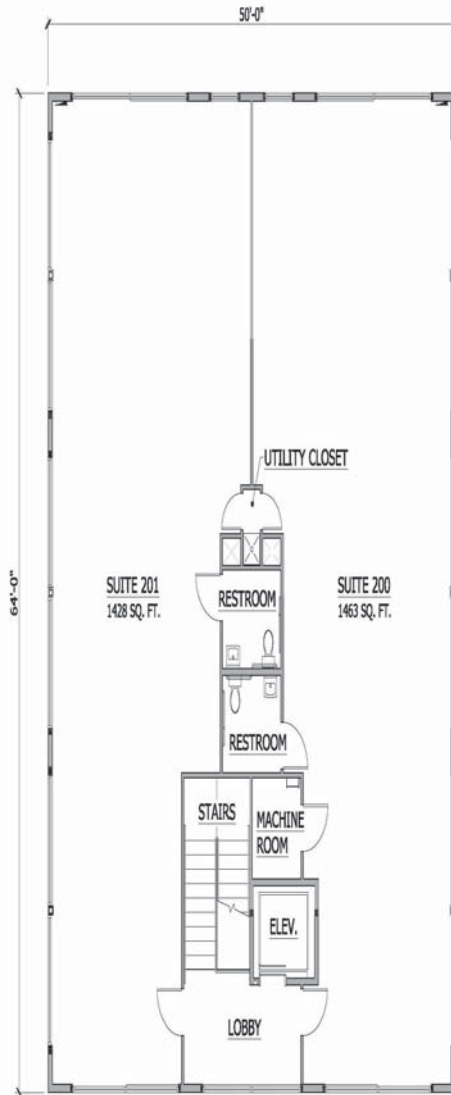 50'-0"
64'-0"
UTILITY CLOSET
SUITE 201
1428 SQ. FT.
RESTROOM
SUITE 200
1463 SQ. FT.
RESTROOM
STAIRS
MACHINE
ROOM
ELEV.
LOBBY